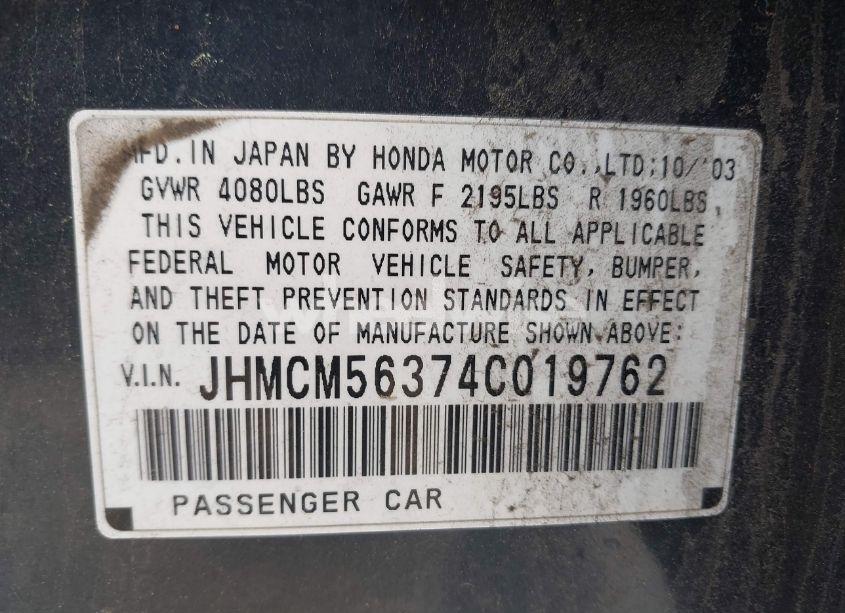 MFD. IN JAPAN BY HONDA MOTOR CO., LTD; 10/'03
GVWR 4080LBS GAWR F 2195LBS R 1960LBS
THIS VEHICLE CONFORMS TO ALL APPLICABLE
FEDERAL MOTOR VEHICLE SAFETY, BUMPER,
AND THEFT PREVENTION STANDARDS IN EFFECT
ON THE DATE OF MANUFACTURE SHOWN ABOVE:
V.I.N. JHMCM56374C019762
PASSENGER CAR